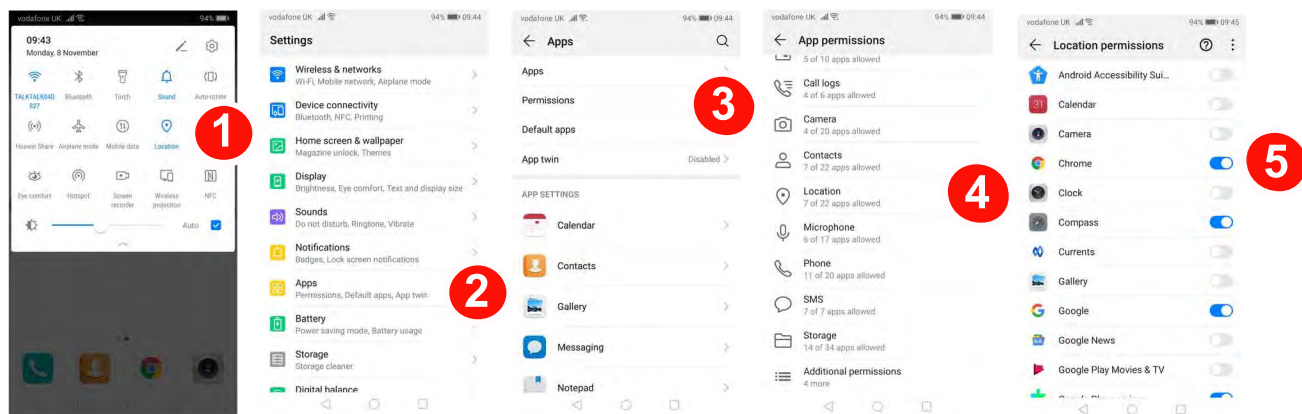 vodafone UK 94%
09:43
Monday, 8 November
TALKTALK04D827 Bluetooth Torch Sound Auto-rotate
Huawei Share Airplane mode Mobile data Location
Eye comfort Hotspot Screen recorder Wireless projection NFC
Auto
1
vodafone UK 94% 09:44
Settings
Wireless & networks
Wi-Fi, Mobile network, Airplane mode
Device connectivity
Bluetooth, NFC, Printing
Home screen & wallpaper
Magazine unlock, Themes
Display
Brightness, Eye comfort, Text and display size
Sounds
Do not disturb, Ringtone, Vibrate
Notifications
Badges, Lock screen notifications
Apps
Permissions, Default apps, App twin
Battery
Power saving mode, Battery usage
Storage
Storage cleaner
Digital balance
2
vodafone UK 94% 09:44
Apps
Apps
Permissions
Default apps
App twin Disabled
APP SETTINGS
Calendar
Contacts
Gallery
Messaging
Notepad
3
vodafone UK 94% 09:44
App permissions
5 of 10 apps allowed
Call logs
4 of 6 apps allowed
Camera
4 of 20 apps allowed
Contacts
7 of 22 apps allowed
Location
7 of 22 apps allowed
Microphone
6 of 17 apps allowed
Phone
11 of 20 apps allowed
SMS
7 of 7 apps allowed
Storage
14 of 34 apps allowed
Additional permissions
4 more
4
vodafone UK 94% 09:45
Location permissions
Android Accessibility Sui...
31 Calendar
Camera
Chrome
Clock
Compass
Currents
Gallery
Google
Google News
Google Play Movies & TV
5